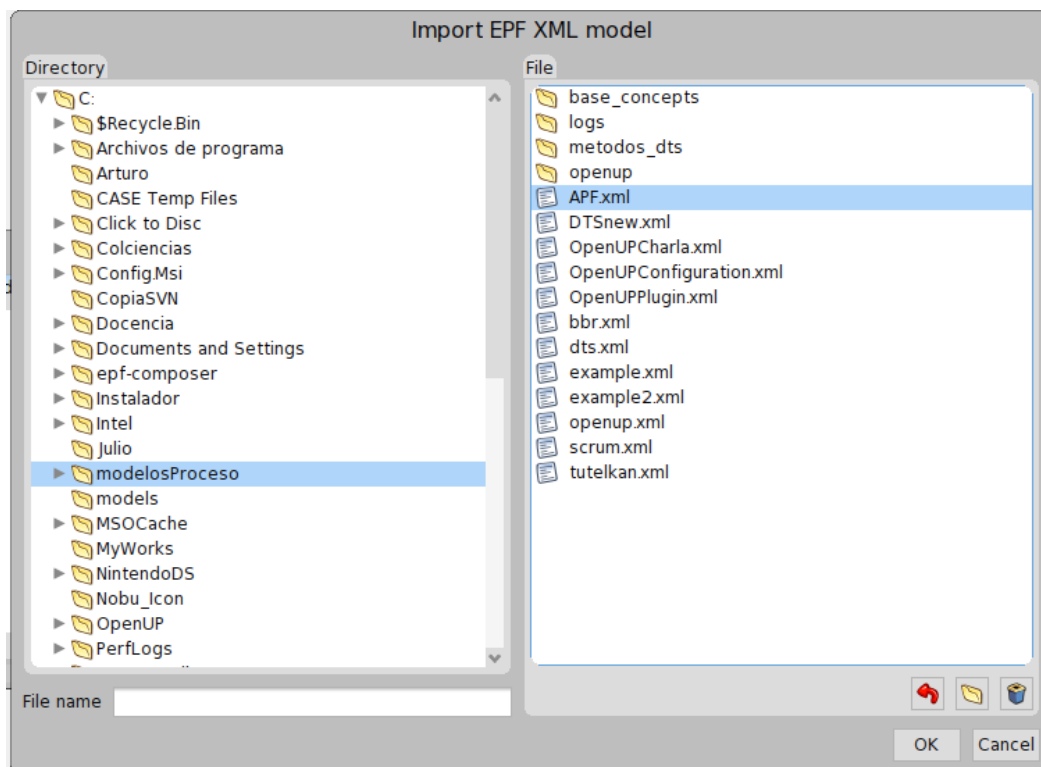 Import EPF XML model
Directory
C:
$Recycle.Bin
Archivos de programa
Arturo
CASE Temp Files
Click to Disc
Colciencias
Config.Msi
CopiaSVN
Docencia
Documents and Settings
epf-composer
Instalador
Intel
Julio
modelosProceso
models
MSOCache
MyWorks
NintendoDS
Nobu_Icon
OpenUP
PerfLogs
File name
File
base_concepts
logs
metodos_dts
openup
APF.xml
DTSnew.xml
OpenUPCharla.xml
OpenUPConfiguration.xml
OpenUPPlugin.xml
bbr.xml
dts.xml
example.xml
example2.xml
openup.xml
scrum.xml
tutelkan.xml
OK
Cancel